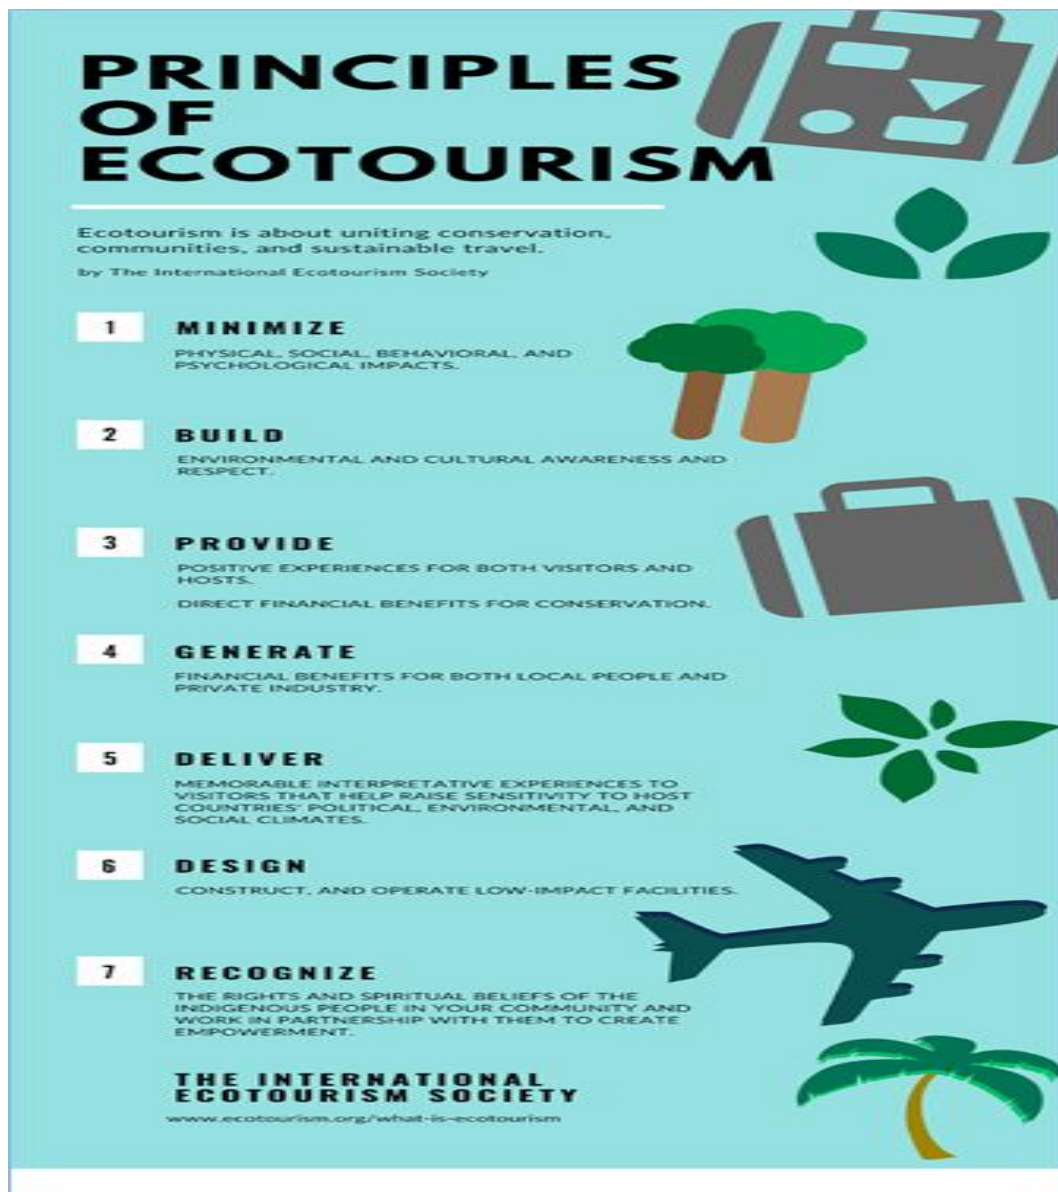 PRINCIPLES
OF
ECOTOURISM
Ecotourism is about uniting conservation,
communities, and sustainable travel.
by The International Ecotourism Society
1 MINIMIZE
PHYSICAL, SOCIAL, BEHAVIORAL, AND
PSYCHOLOGICAL IMPACTS.
2 BUILD
ENVIRONMENTAL AND CULTURAL AWARENESS AND
RESPECT.
3 PROVIDE
POSITIVE EXPERIENCES FOR BOTH VISITORS AND
HOSTS.
DIRECT FINANCIAL BENEFITS FOR CONSERVATION.
4 GENERATE
FINANCIAL BENEFITS FOR BOTH LOCAL PEOPLE AND
PRIVATE INDUSTRY.
5 DELIVER
MEMORABLE INTERPRETATIVE EXPERIENCES TO
VISITORS THAT HELP RAISE SENSITIVITY TO HOST
COUNTRIES' POLITICAL, ENVIRONMENTAL, AND
SOCIAL CLIMATES.
6 DESIGN
CONSTRUCT, AND OPERATE LOW-IMPACT FACILITIES.
7 RECOGNIZE
THE RIGHTS AND SPIRITUAL BELIEFS OF THE
INDIGENOUS PEOPLE IN YOUR COMMUNITY AND
WORK IN PARTNERSHIP WITH THEM TO CREATE
EMPOWERMENT.
THE INTERNATIONAL
ECOTOURISM SOCIETY
www.ecotourism.org/what-is-ecotourism